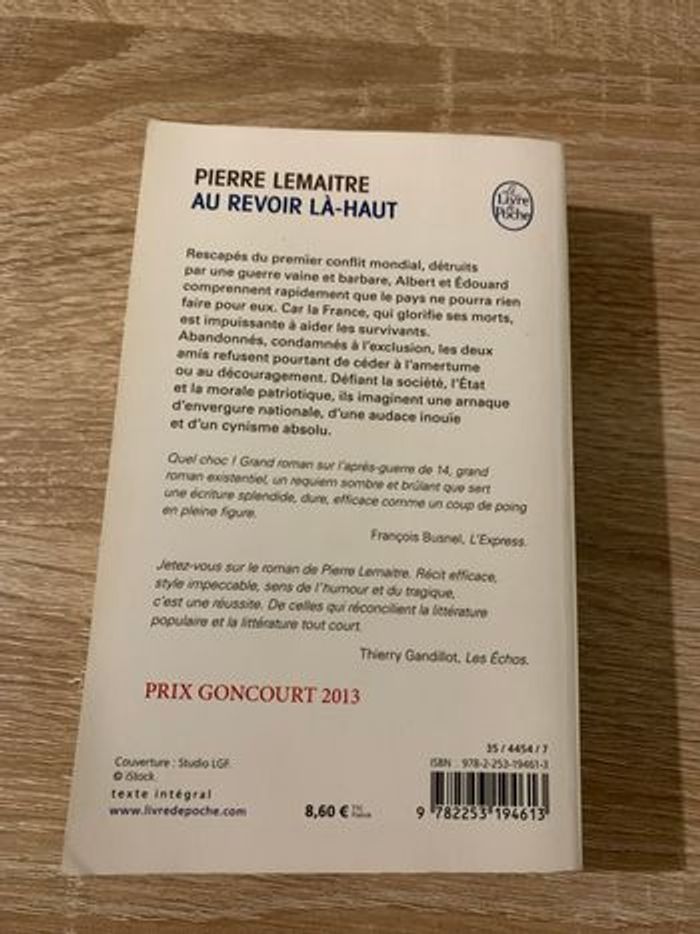 PIERRE LEMAITRE
AU REVOIR LÀ-HAUT
Le
Livre
de
Poche
Rescapés du premier conflit mondial, détruits
par une guerre vaine et barbare, Albert et Édouard
comprennent rapidement que le pays ne pourra rien
faire pour eux. Car la France, qui glorifie ses morts,
est impuissante à aider les survivants.
Abandonnés, condamnés à l'exclusion, les deux
amis refusent pourtant de céder à l'amertume
ou au découragement. Défiant la société, l'État
et la morale patriotique, ils imaginent une arnaque
d'envergure nationale, d'une audace inouïe
et d'un cynisme absolu.
Quel choc ! Grand roman sur l'après-guerre de 14, grand
roman existentiel, un requiem sombre et brûlant que sert
une écriture splendide, dure, efficace comme un coup de poing
en pleine figure.
François Busnel, L'Express.
Jetez-vous sur le roman de Pierre Lemaitre. Récit efficace,
style impeccable, sens de l'humour et du tragique,
c'est une réussite. De celles qui réconcilient la littérature
populaire et la littérature tout court.
Thierry Gandillot, Les Échos.
PRIX GONCOURT 2013
35 / 4454 / 7
Couverture : Studio LGF.
© iStock.
ISBN : 978-2-253-19461-3
texte intégral
www.livredepoche.com
8,60 € TTC
France
9 782253 194613